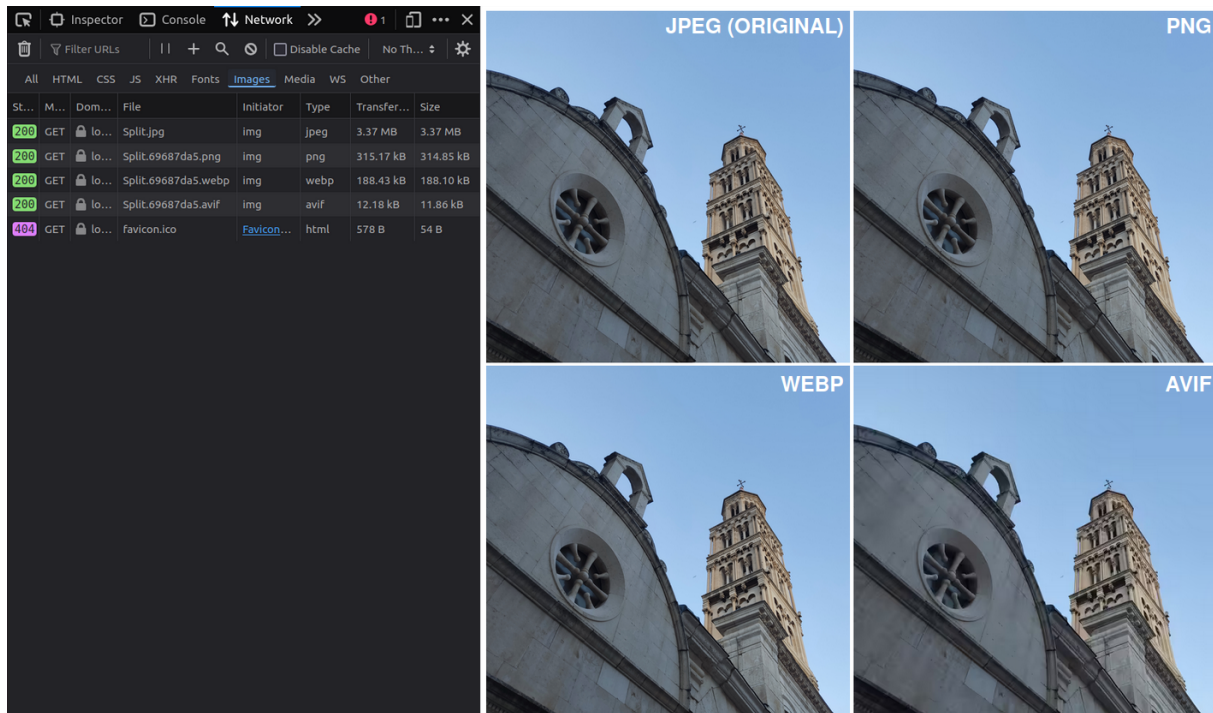 Inspector Console Network 1
Filter URLs Disable Cache No Th...
All HTML CSS JS XHR Fonts Images Media WS Other
St... M... Dom... File Initiator Type Transfer... Size
200 GET lo... Split.jpg img jpeg 3.37 MB 3.37 MB
200 GET lo... Split.69687da5.png img png 315.17 kB 314.85 kB
200 GET lo... Split.69687da5.webp img webp 188.43 kB 188.10 kB
200 GET lo... Split.69687da5.avif img avif 12.18 kB 11.86 kB
404 GET lo... favicon.ico Favicon... html 578 B 54 B
JPEG (ORIGINAL)
PNG
WEBP
AVIF